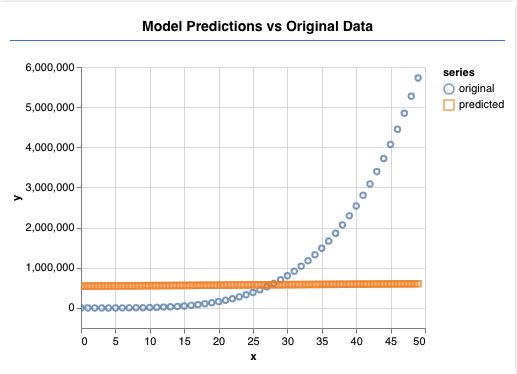 Model Predictions vs Original Data
6,000,000
5,000,000
4,000,000
3,000,000
2,000,000
1,000,000
0
y
0 5 10 15 20 25 30 35 40 45 50
x
series
original
predicted